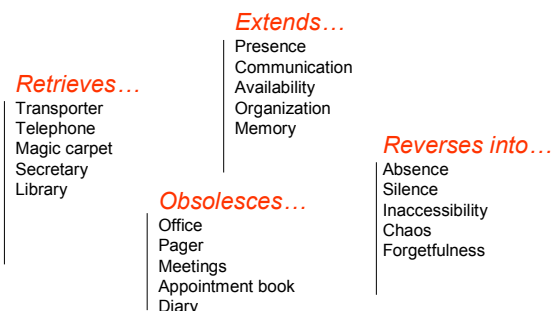 Extends…
Presence
Communication
Availability
Organization
Memory
Retrieves…
Transporter
Telephone
Magic carpet
Secretary
Library
Reverses into…
Absence
Silence
Inaccessibility
Chaos
Forgetfulness
Obsolesces…
Office
Pager
Meetings
Appointment book
Diary